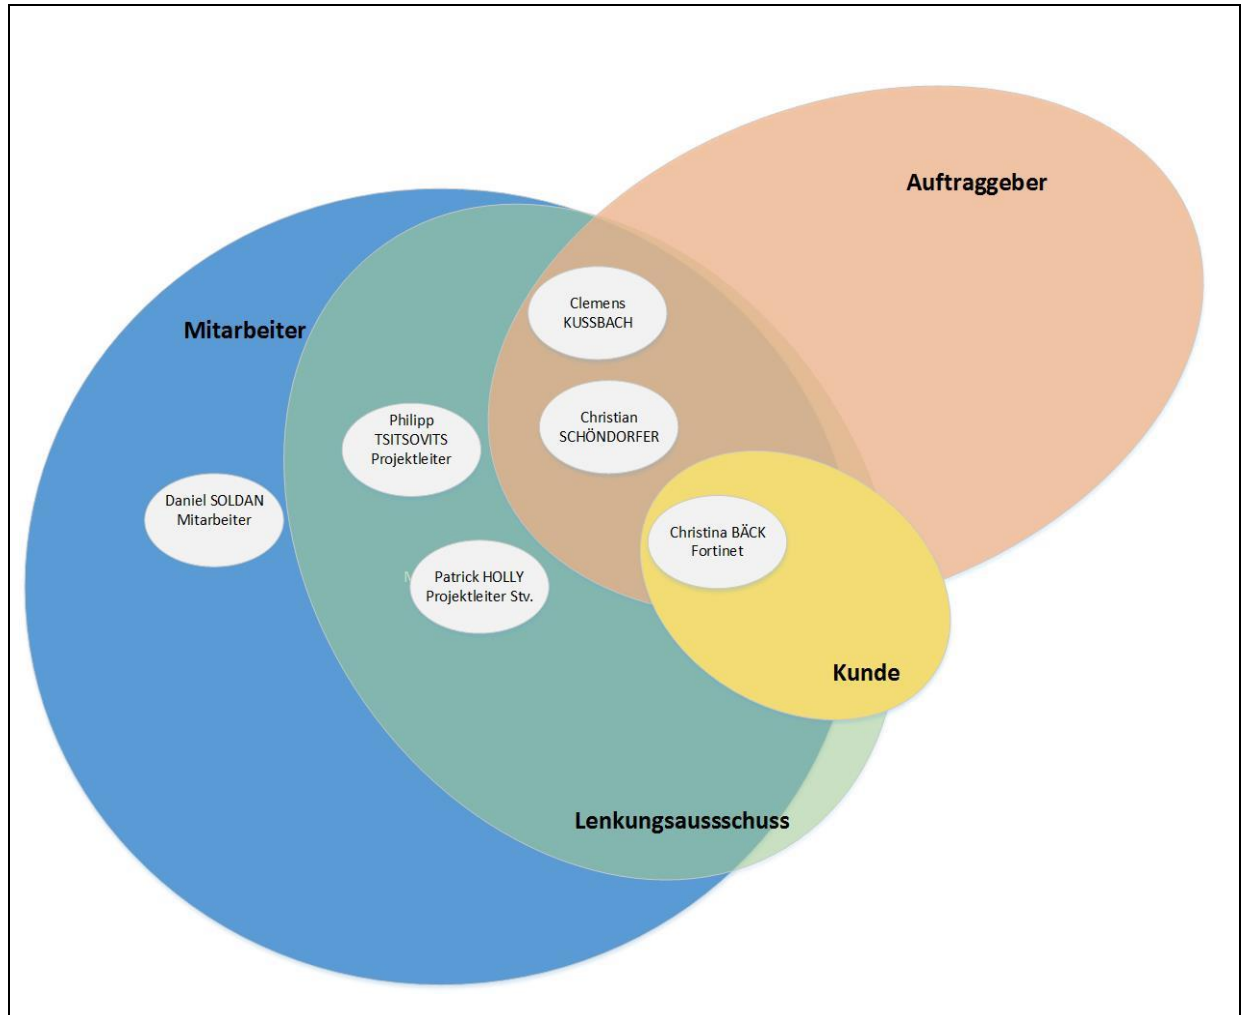 Auftraggeber
Mitarbeiter
Clemens
KUSSBACH
Christian
SCHÖNDORFER
Philipp
TSITSOVITS
Projektleiter
Daniel SOLDAN
Mitarbeiter
Christina BÄCK
Fortinet
Patrick HOLLY
Projektleiter Stv.
Kunde
Lenkungsaussschuss